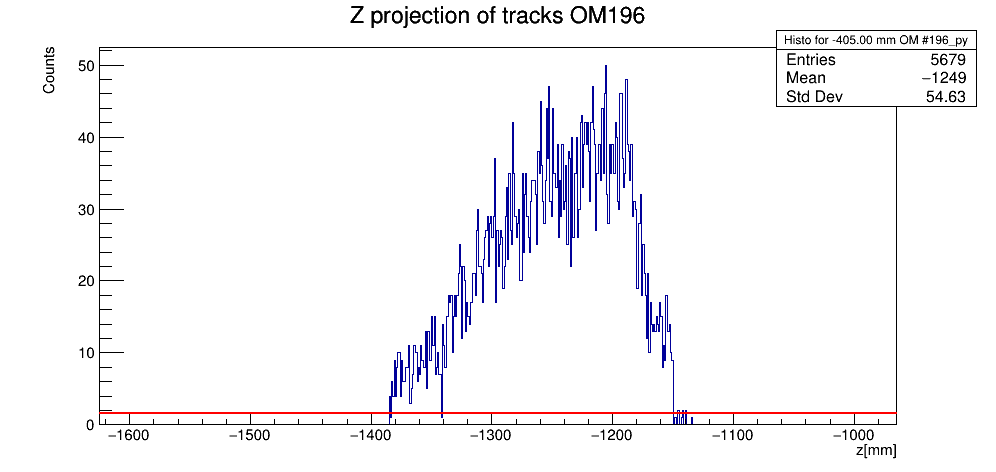 Z projection of tracks OM196
Histo for -405.00 mm OM #196_py
Entries 5679
Mean −1249
Std Dev 54.63
Counts
50
40
30
20
10
0
−1600 −1500 −1400 −1300 −1200 −1100 −1000
z[mm]